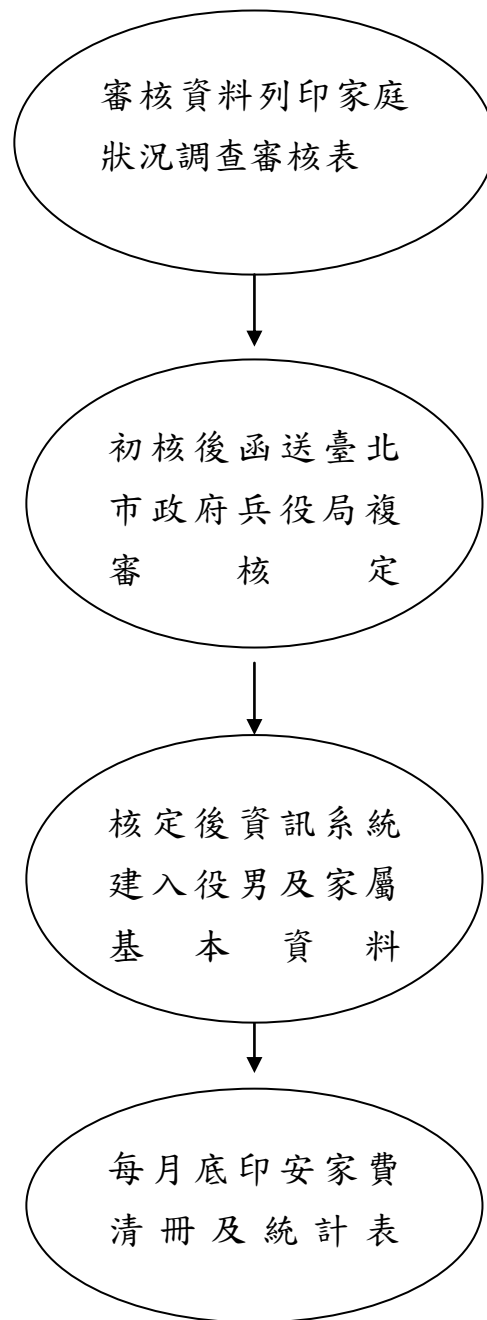 審核資料列印家庭
狀況調查審核表
初核後函送臺北
市政府兵役局複
審核定
核定後資訊系統
建入役男及家屬
基本資料
每月底印安家費
清冊及統計表